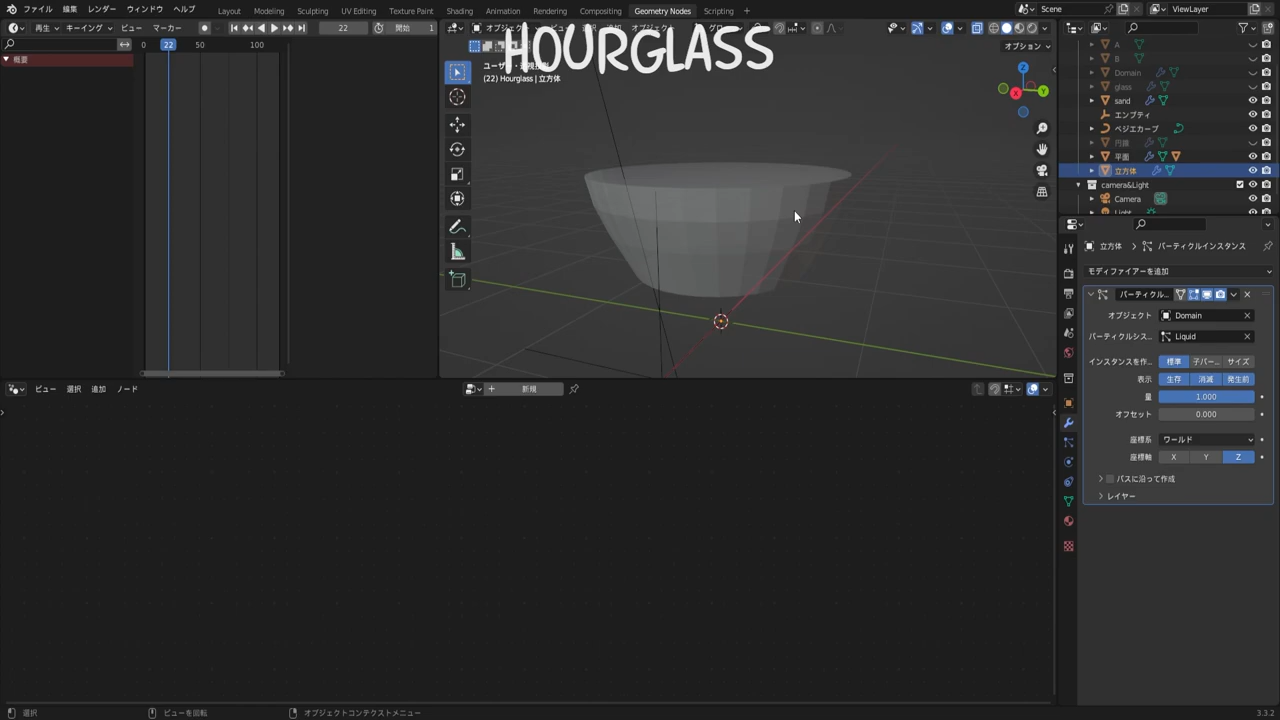 ファイル 編集 レンダー ウィンドウ ヘルプ Layout Modeling Sculpting UV Editing Texture Paint Shading Animation Rendering Compositing Geometry Nodes Scripting + Scene ViewLayer
再生 キーイング ビュー マーカー 22 開始 1
オプション
HOURGLASS
0 22 50 100
概要
(22) Hourglass | 立方体
X Y Z
A
B
Domain
glass
sand
エンプティ
ベジエカーブ
円錐
平面
立方体
camera&Light
Camera
Light
立方体 パーティクルインスタンス
モディファイアーを追加
パーティクル...
オブジェクト Domain
パーティクルシス... Liquid
インスタンスを作... 標準 子パー... サイズ
表示 生存 消滅 発生前
量 1.000
オフセット 0.000
座標系 ワールド
座標軸 X Y Z
パスに沿って作成
レイヤー
ビュー 選択 追加 ノード 新規
選択 ビューを回転 オブジェクトコンテクストメニュー 3.3.2